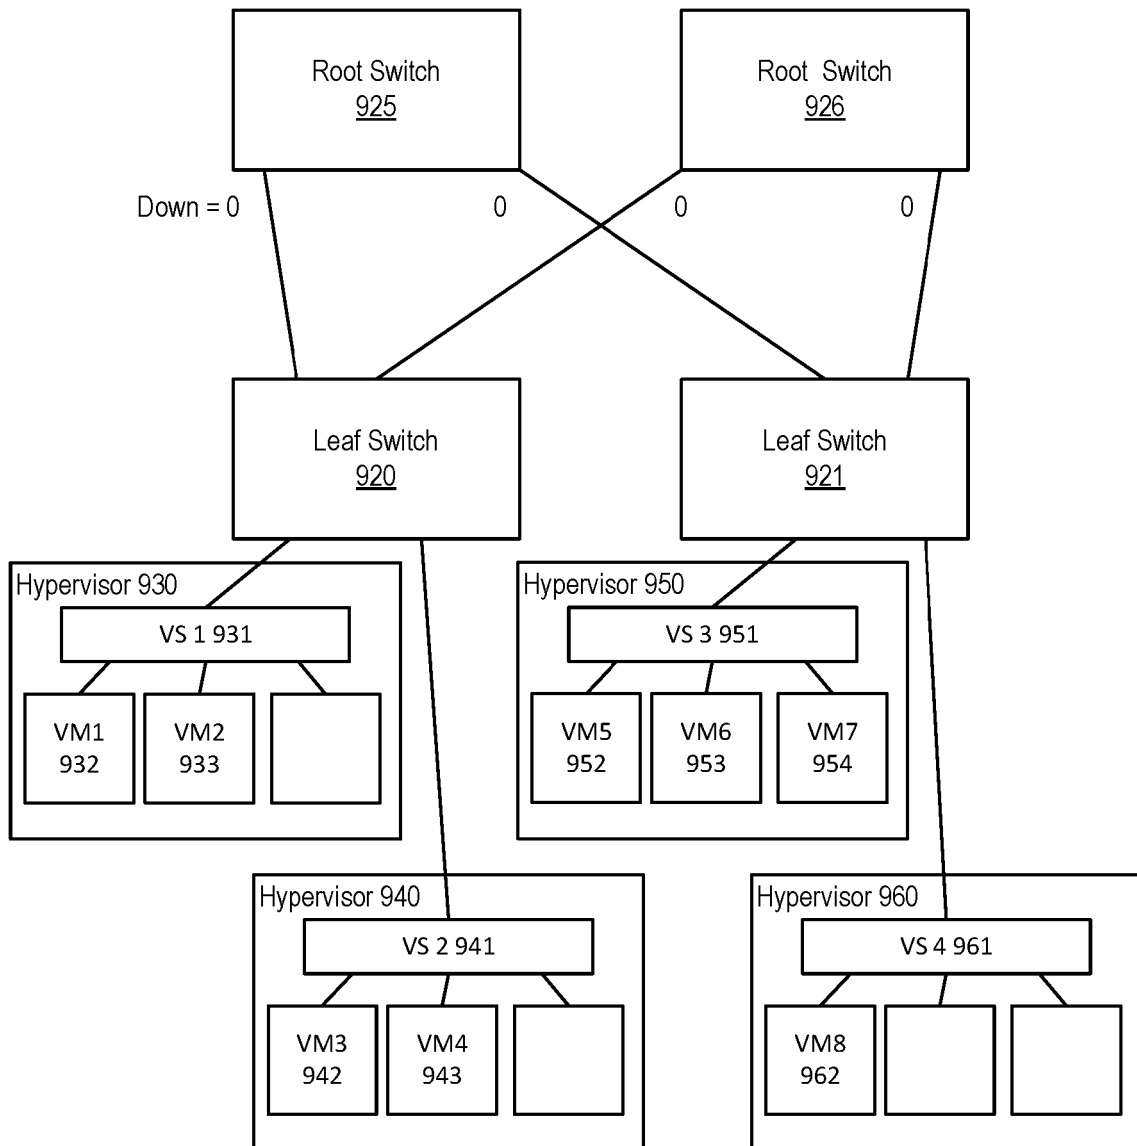 Root Switch
925
Root Switch
926
Down = 0
0
0
0
Leaf Switch
920
Leaf Switch
921
Hypervisor 930
VS 1 931
VM1
932
VM2
933
Hypervisor 950
VS 3 951
VM5
952
VM6
953
VM7
954
Hypervisor 940
VS 2 941
VM3
942
VM4
943
Hypervisor 960
VS 4 961
VM8
962